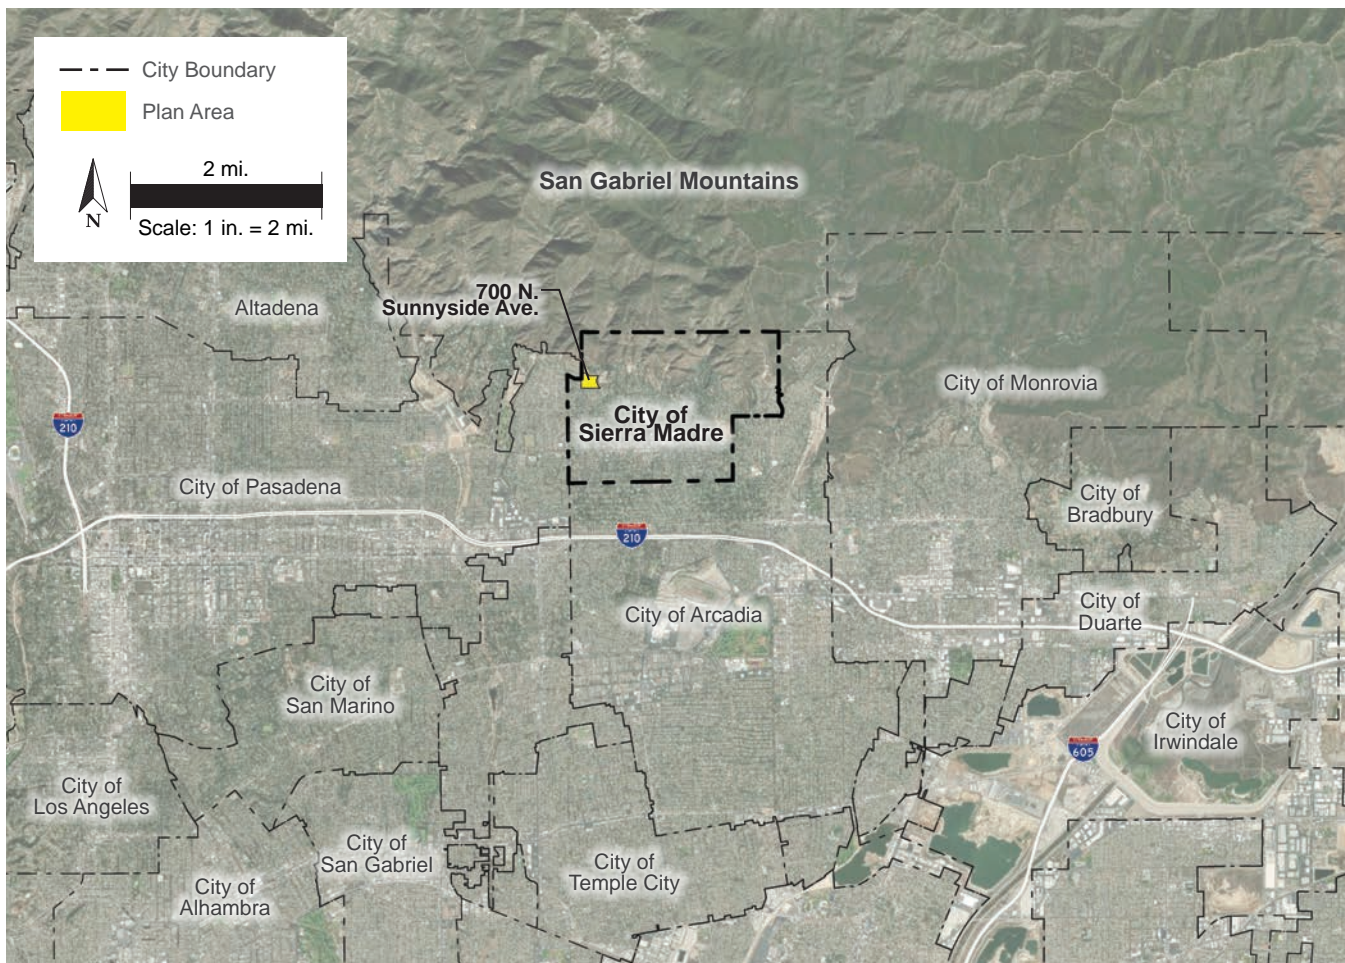 City Boundary
Plan Area
2 mi.
N
Scale: 1 in. = 2 mi.
San Gabriel Mountains
700 N.
Sunnyside Ave.
Altadena
City of Monrovia
City of
Sierra Madre
210
City of Pasadena
City of
Bradbury
210
City of Arcadia
City of
Duarte
City of
San Marino
City of
Irwindale
605
City of
Los Angeles
City of
San Gabriel
City of
Temple City
City of
Alhambra